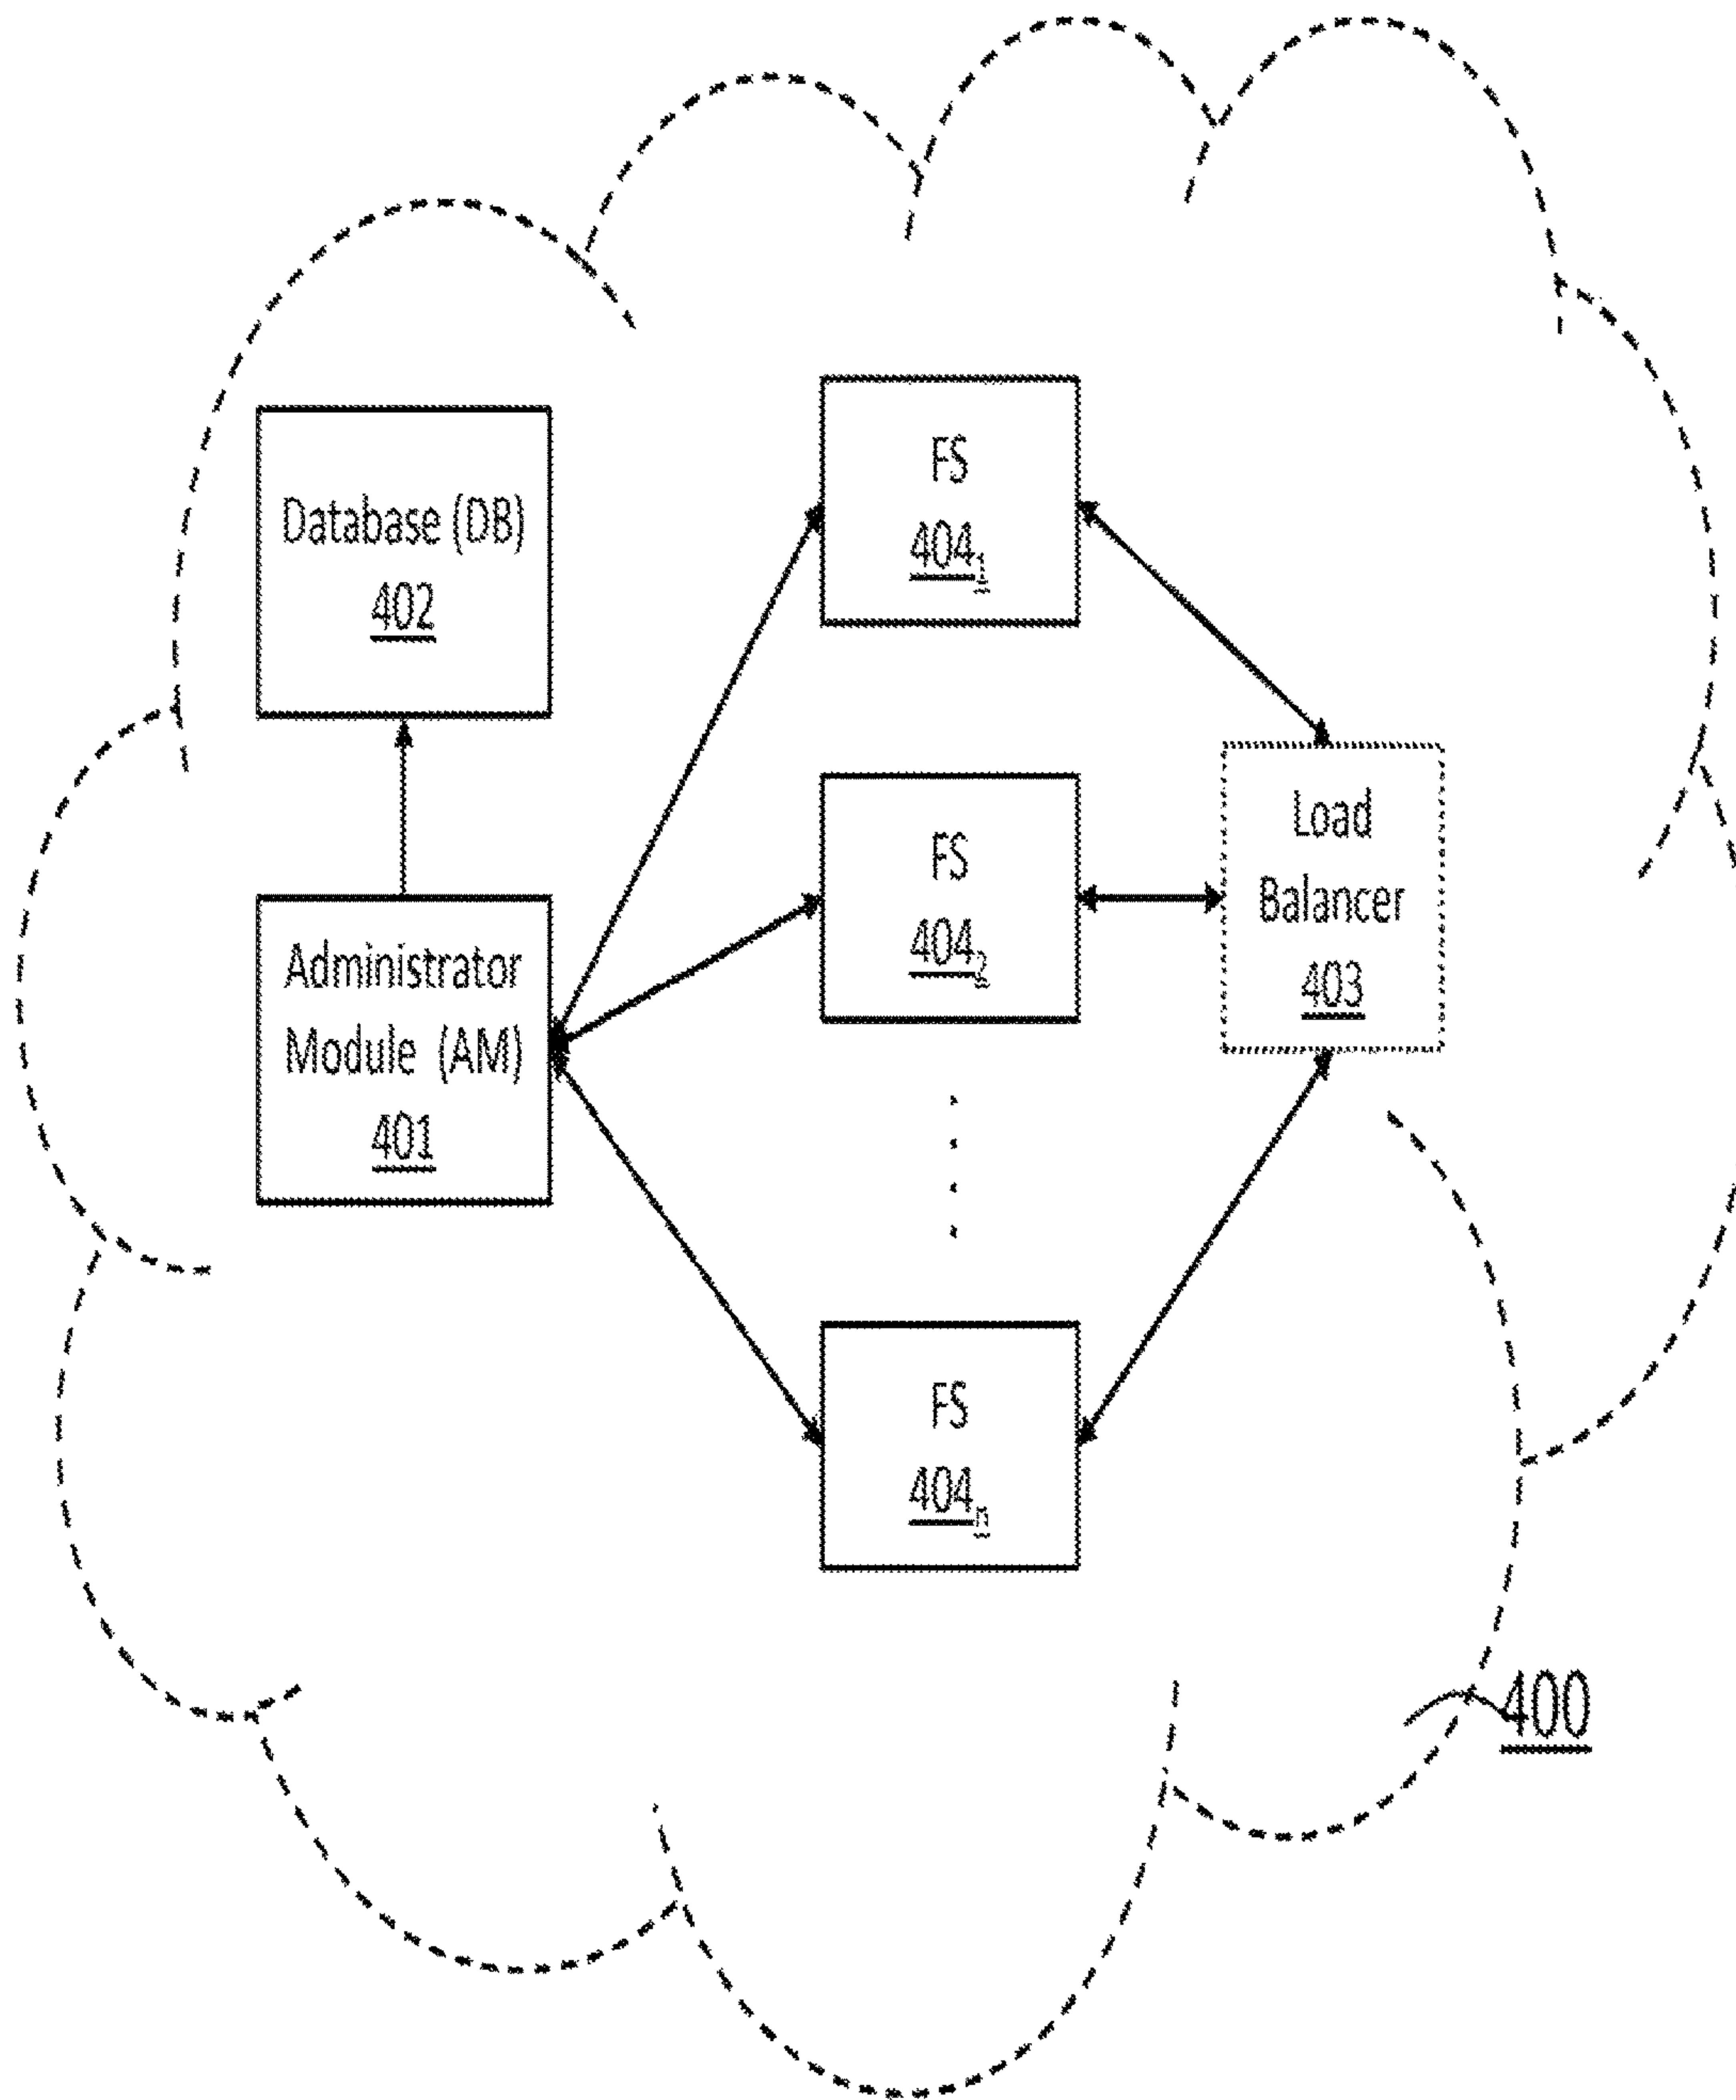 Database (DB)
402
Administrator
Module (AM)
401
FS
404₁
FS
404₂
FS
404ₙ
Load
Balancer
403
400